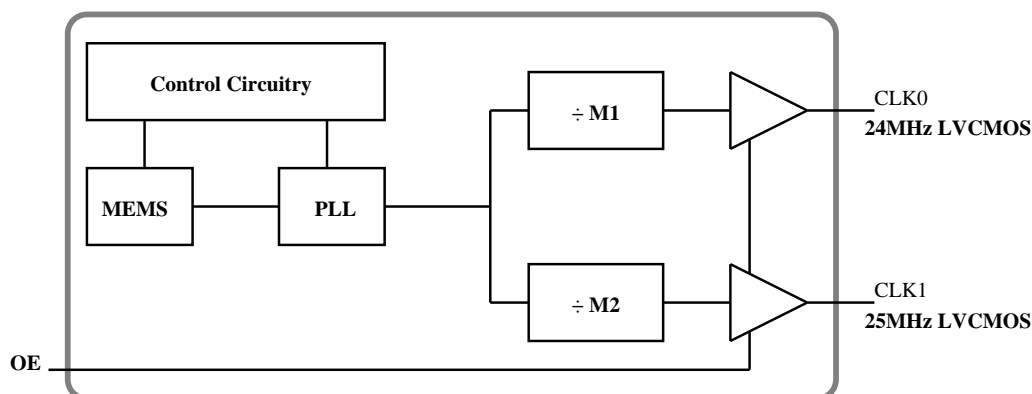 Control Circuitry
MEMS
PLL
÷ M1
÷ M2
CLK0
24MHz LVCMOS
CLK1
25MHz LVCMOS
OE